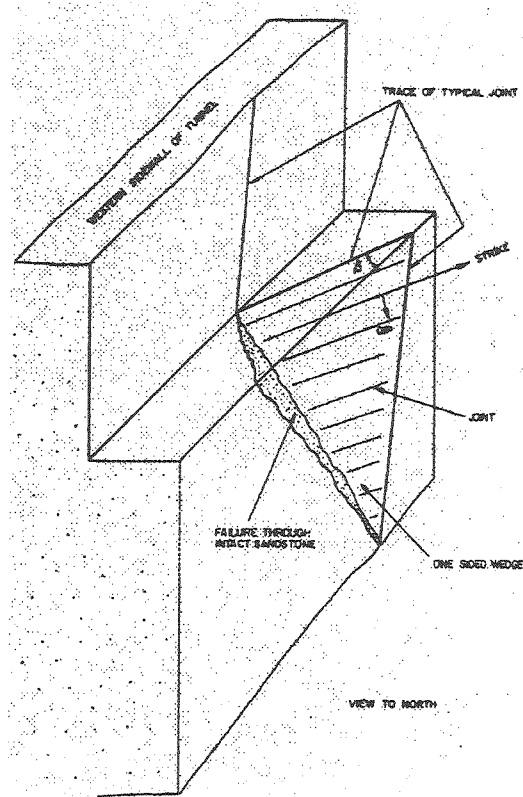 TRACE OF TYPICAL JOINT
WESTERN SIDEWALL OF TUNNEL
STRIKE
DIP
JOINT
FAILURE THROUGH
INTACT SANDSTONE
ONE SIDED WEDGE
VIEW TO NORTH